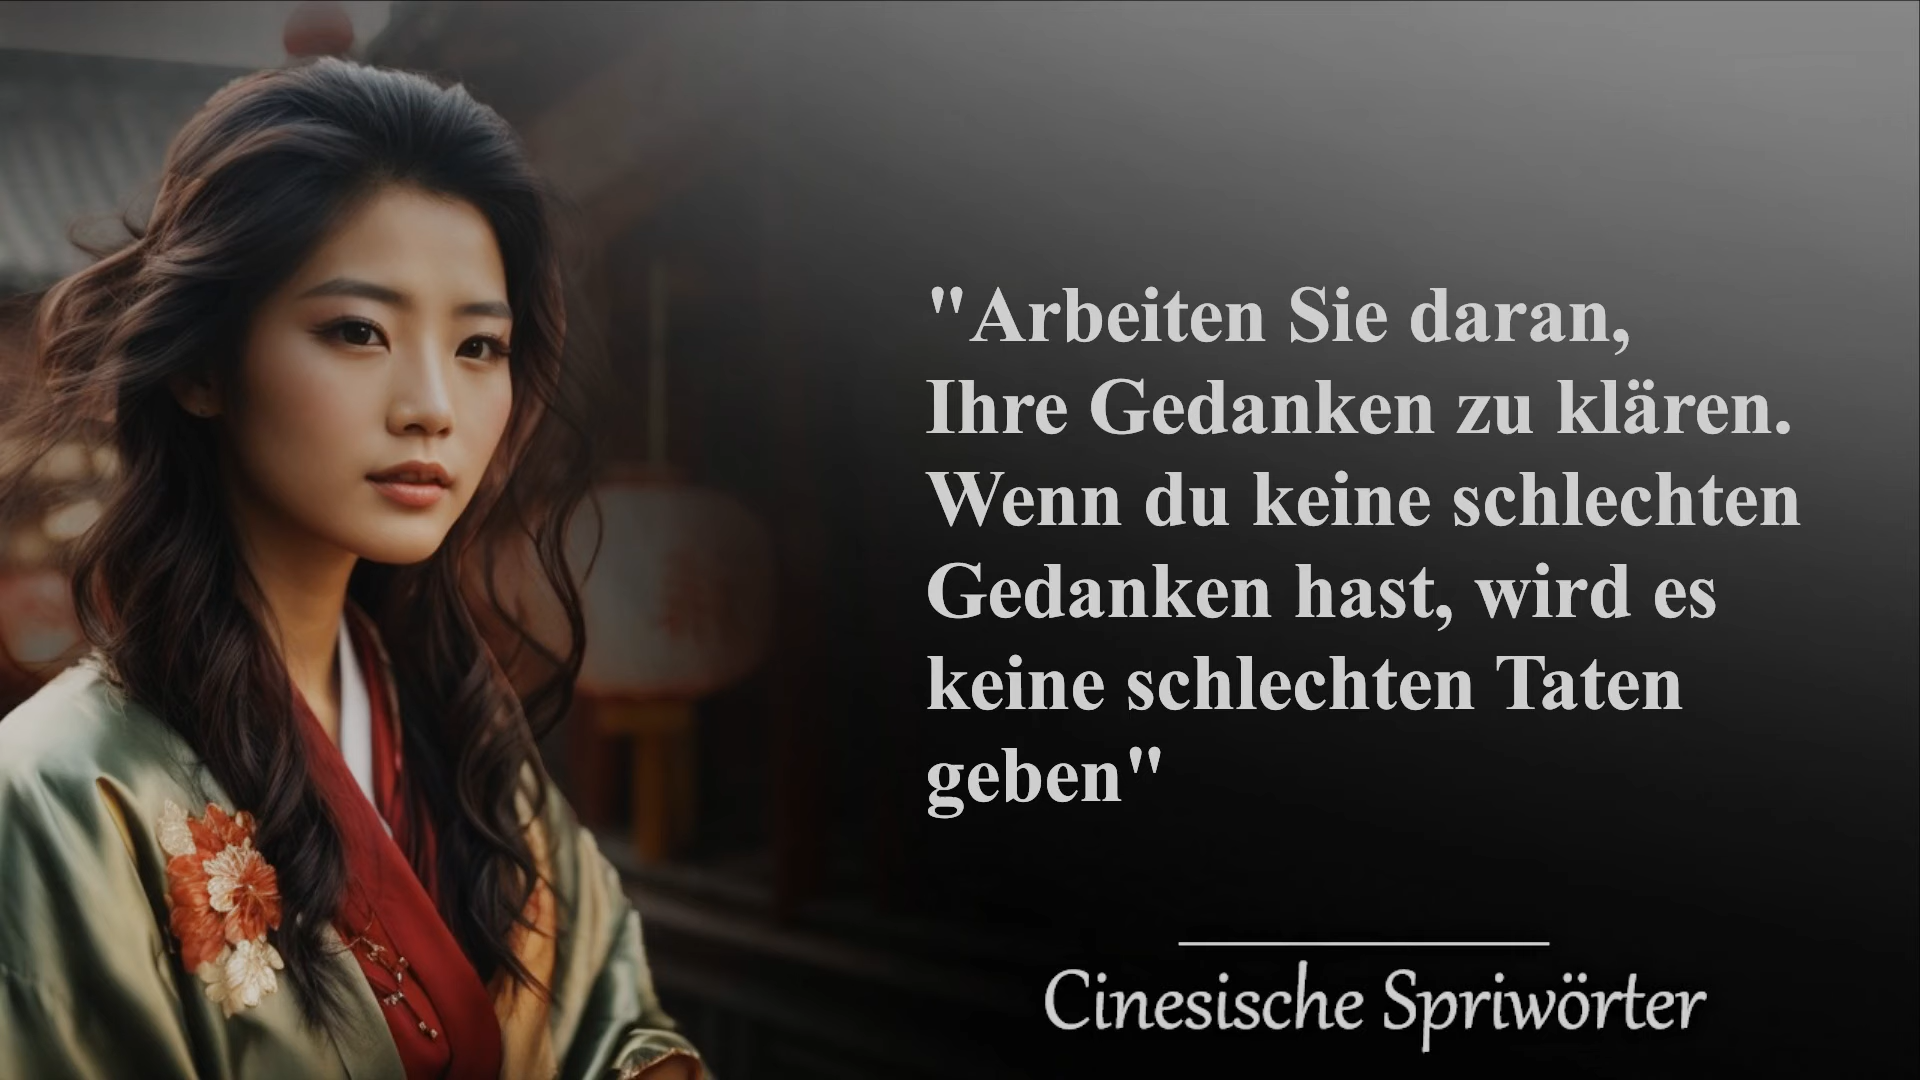 "Arbeiten Sie daran,
Ihre Gedanken zu klären.
Wenn du keine schlechten
Gedanken hast, wird es
keine schlechten Taten
geben"
Cinesische Spriwörter